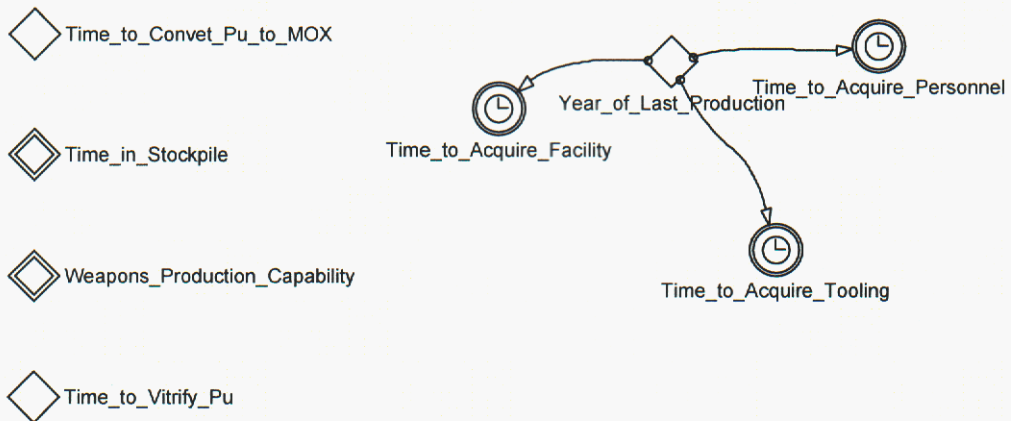 Time_to_Convet_Pu_to_MOX
Time_to_Acquire_Personnel
Year_of_Last_Production
Time_to_Acquire_Facility
Time_in_Stockpile
Weapons_Production_Capability
Time_to_Acquire_Tooling
Time_to_Vitrify_Pu